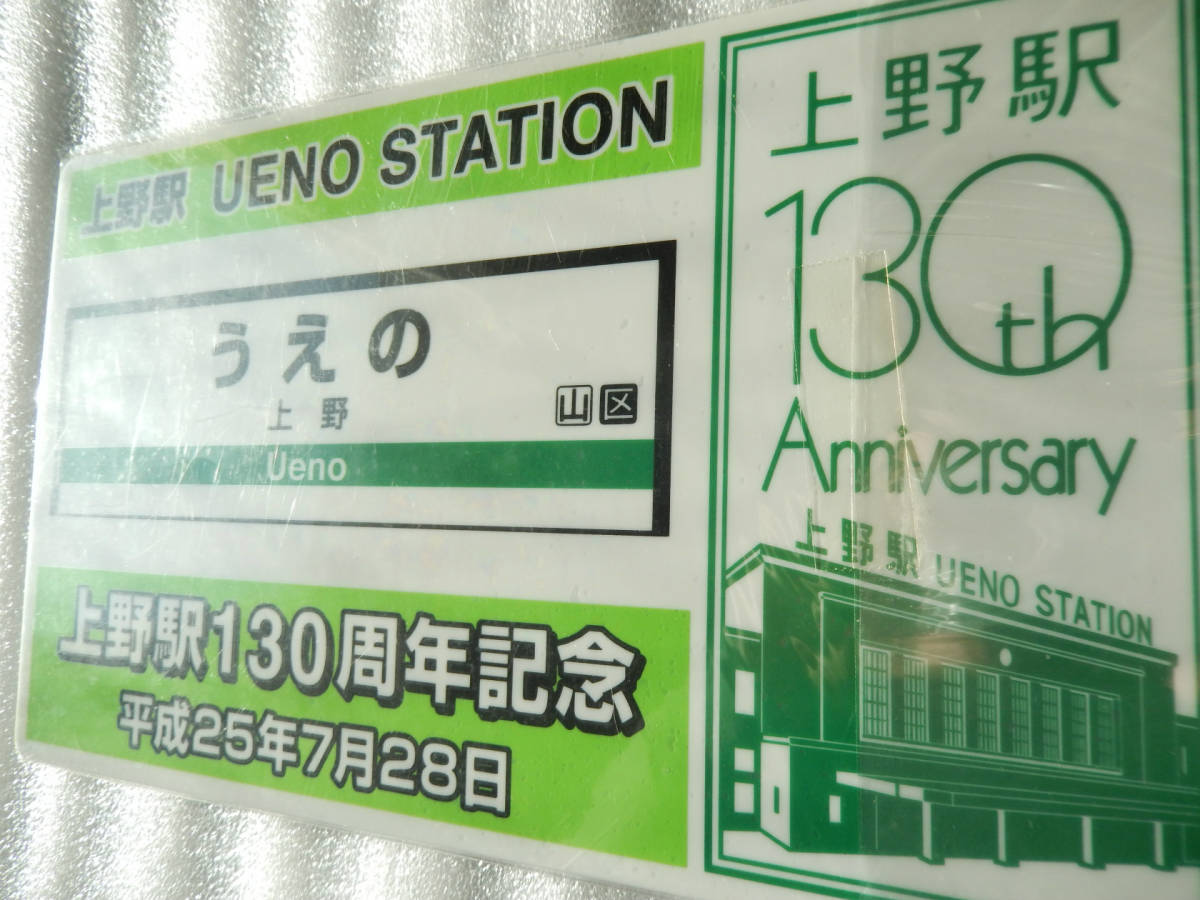 上野駅 UENO STATION
うえの
上野
山 区
Ueno
上野駅130周年記念
平成25年7月28日
上野駅
130th
Anniversary
上野駅 UENO STATION